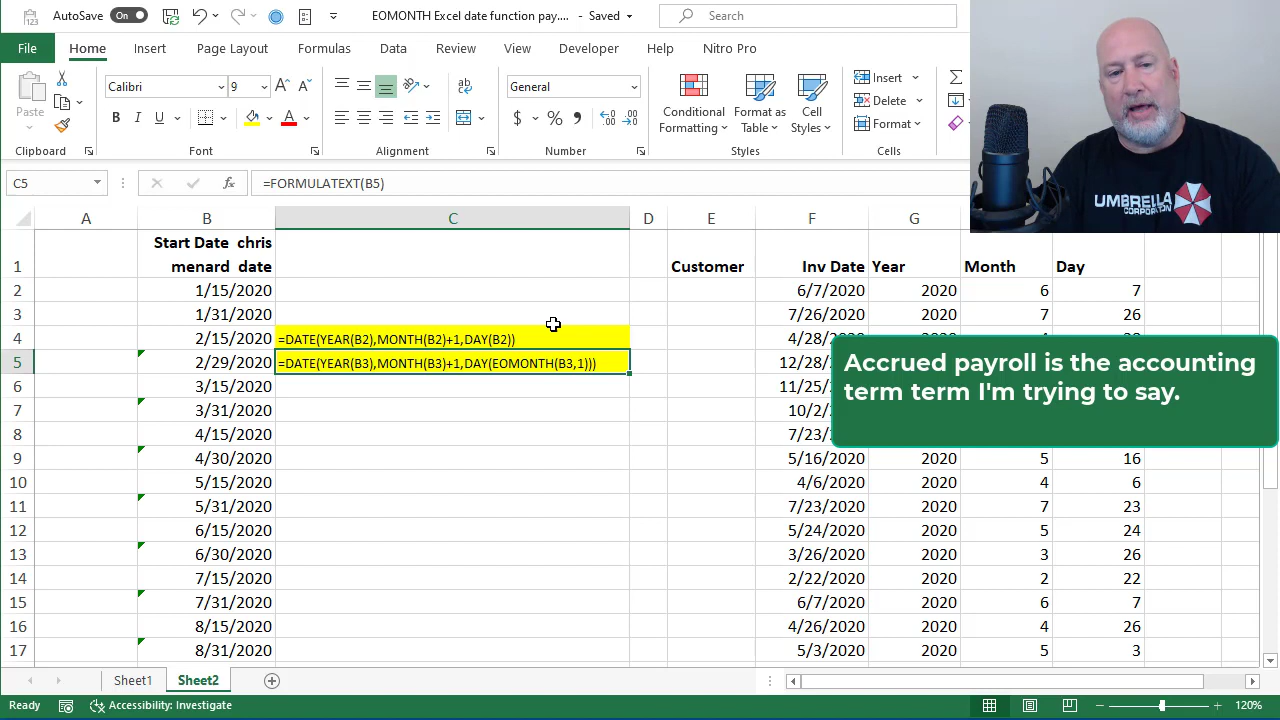 AutoSave On EOMONTH Excel date function pay.... - Saved Search
File Home Insert Page Layout Formulas Data Review View Developer Help Nitro Pro
Paste Calibri 9 General Conditional Formatting Format as Table Cell Styles Insert Delete Format
Clipboard Font Alignment Number Styles Cells
C5 =FORMULATEXT(B5)
A B C D E F G
1 Start Date chris menard date Customer Inv Date Year Month Day
2 1/15/2020 6/7/2020 2020 6 7
3 1/31/2020 7/26/2020 2020 7 26
4 2/15/2020 =DATE(YEAR(B2),MONTH(B2)+1,DAY(B2)) 4/28/2020
5 2/29/2020 =DATE(YEAR(B3),MONTH(B3)+1,DAY(EOMONTH(B3,1))) 12/28
6 3/15/2020 11/25
7 3/31/2020 10/2/
8 4/15/2020 7/23
9 4/30/2020 5/16/2020 2020 5 16
10 5/15/2020 4/6/2020 2020 4 6
11 5/31/2020 7/23/2020 2020 7 23
12 6/15/2020 5/24/2020 2020 5 24
13 6/30/2020 3/26/2020 2020 3 26
14 7/15/2020 2/22/2020 2020 2 22
15 7/31/2020 6/7/2020 2020 6 7
16 8/15/2020 4/26/2020 2020 4 26
17 8/31/2020 5/3/2020 2020 5 3
Accrued payroll is the accounting
term term I'm trying to say.
UMBRELLA
CORPORATION
Sheet1 Sheet2
Ready Accessibility: Investigate 120%